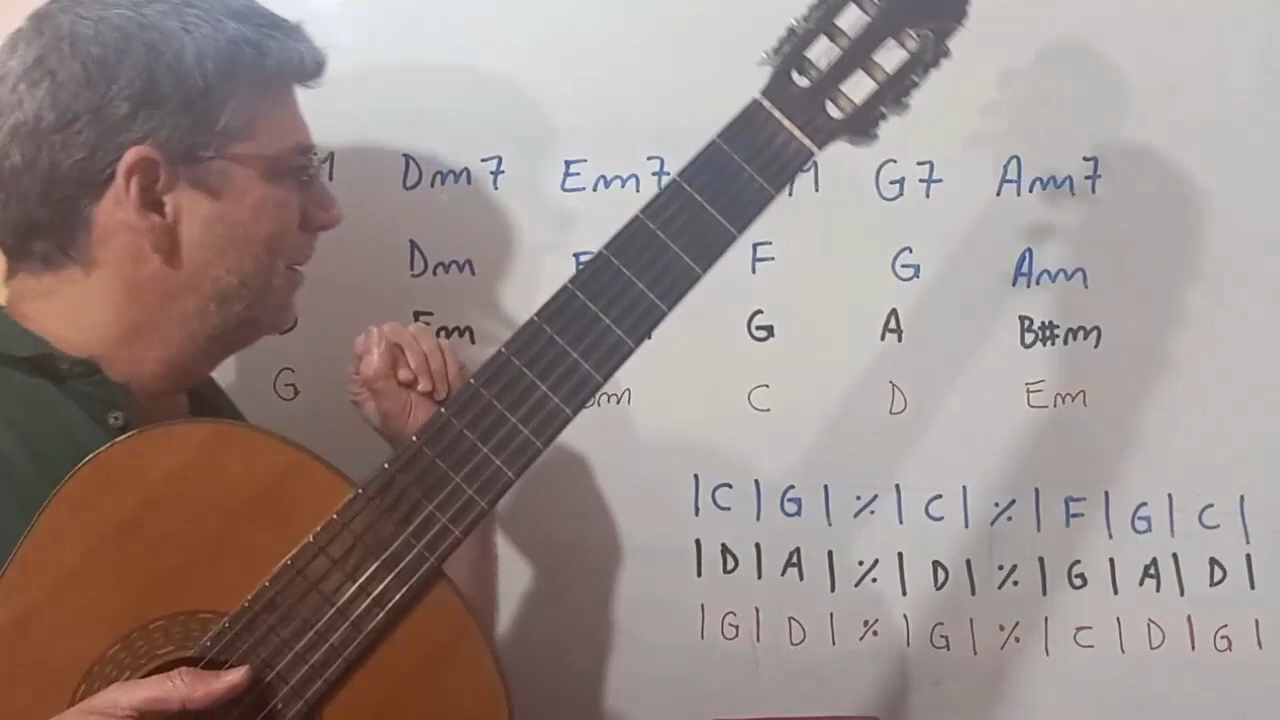 Dm7 Em7 G7 Am7
Dm F G Am
Em G A B#m
G C D Em
|C|G|٪|C|٪|F|G|C|
|D|A|٪|D|٪|G|A|D|
|G|D|٪|G|٪|C|D|G|